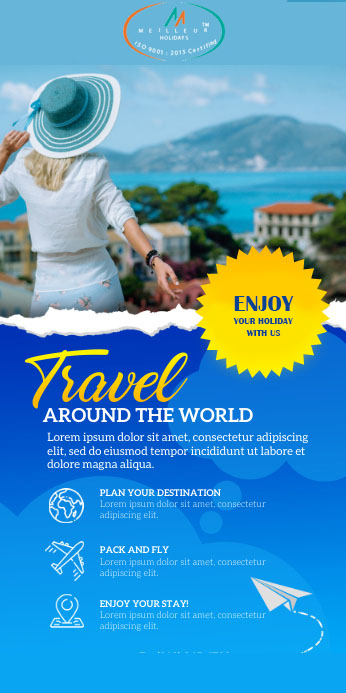 MEILLEUR TM
HOLIDAYS
ISO 9001 : 2015 Certified
ENJOY
YOUR HOLIDAY
WITH US
Travel
AROUND THE WORLD
Lorem ipsum dolor sit amet, consectetur adipiscing
elit, sed do eiusmod tempor incididunt ut labore et
dolore magna aliqua.
PLAN YOUR DESTINATION
Lorem ipsum dolor sit amet, consectetur
adipiscing elit.
PACK AND FLY
Lorem ipsum dolor sit amet, consectetur
adipiscing elit.
ENJOY YOUR STAY!
Lorem ipsum dolor sit amet, consectetur
adipiscing elit.